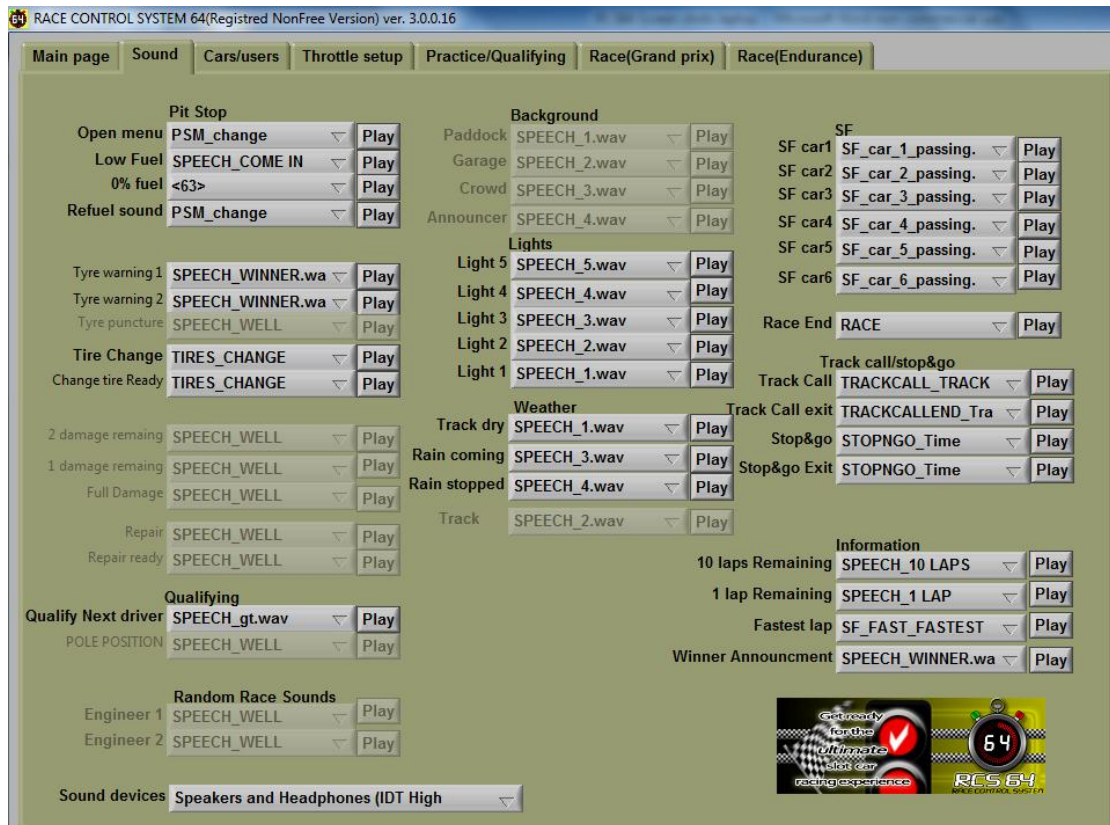 RACE CONTROL SYSTEM 64(Registred NonFree Version) ver. 3.0.0.16
Main page Sound Cars/users Throttle setup Practice/Qualifying Race(Grand prix) Race(Endurance)
Pit Stop
Open menu PSM_change Play
Low Fuel SPEECH_COME IN Play
0% fuel <63> Play
Refuel sound PSM_change Play
Tyre warning 1 SPEECH_WINNER.wa Play
Tyre warning 2 SPEECH_WINNER.wa Play
Tyre puncture SPEECH_WELL Play
Tire Change TIRES_CHANGE Play
Change tire Ready TIRES_CHANGE Play
2 damage remaing SPEECH_WELL Play
1 damage remaing SPEECH_WELL Play
Full Damage SPEECH_WELL Play
Repair SPEECH_WELL Play
Repair ready SPEECH_WELL Play
Qualifying
Qualify Next driver SPEECH_gt.wav Play
POLE POSITION SPEECH_WELL Play
Random Race Sounds
Engineer 1 SPEECH_WELL Play
Engineer 2 SPEECH_WELL Play
Sound devices Speakers and Headphones (IDT High
Background
Paddock SPEECH_1.wav Play
Garage SPEECH_2.wav Play
Crowd SPEECH_3.wav Play
Announcer SPEECH_4.wav Play
Lights
Light 5 SPEECH_5.wav Play
Light 4 SPEECH_4.wav Play
Light 3 SPEECH_3.wav Play
Light 2 SPEECH_2.wav Play
Light 1 SPEECH_1.wav Play
Weather
Track dry SPEECH_1.wav Play
Rain coming SPEECH_3.wav Play
Rain stopped SPEECH_4.wav Play
Track SPEECH_2.wav Play
SF
SF car1 SF_car_1_passing. Play
SF car2 SF_car_2_passing. Play
SF car3 SF_car_3_passing. Play
SF car4 SF_car_4_passing. Play
SF car5 SF_car_5_passing. Play
SF car6 SF_car_6_passing. Play
Race End RACE Play
Track call/stop&go
Track Call TRACKCALL_TRACK Play
Track Call exit TRACKCALLEND_Tra Play
Stop&go STOPNGO_Time Play
Stop&go Exit STOPNGO_Time Play
Information
10 laps Remaining SPEECH_10 LAPS Play
1 lap Remaining SPEECH_1 LAP Play
Fastest lap SF_FAST_FASTEST Play
Winner Announcment SPEECH_WINNER.wa Play
Get ready
for the
ultimate
slot car
racing experience
64
RCS 64
RACE CONTROL SYSTEM